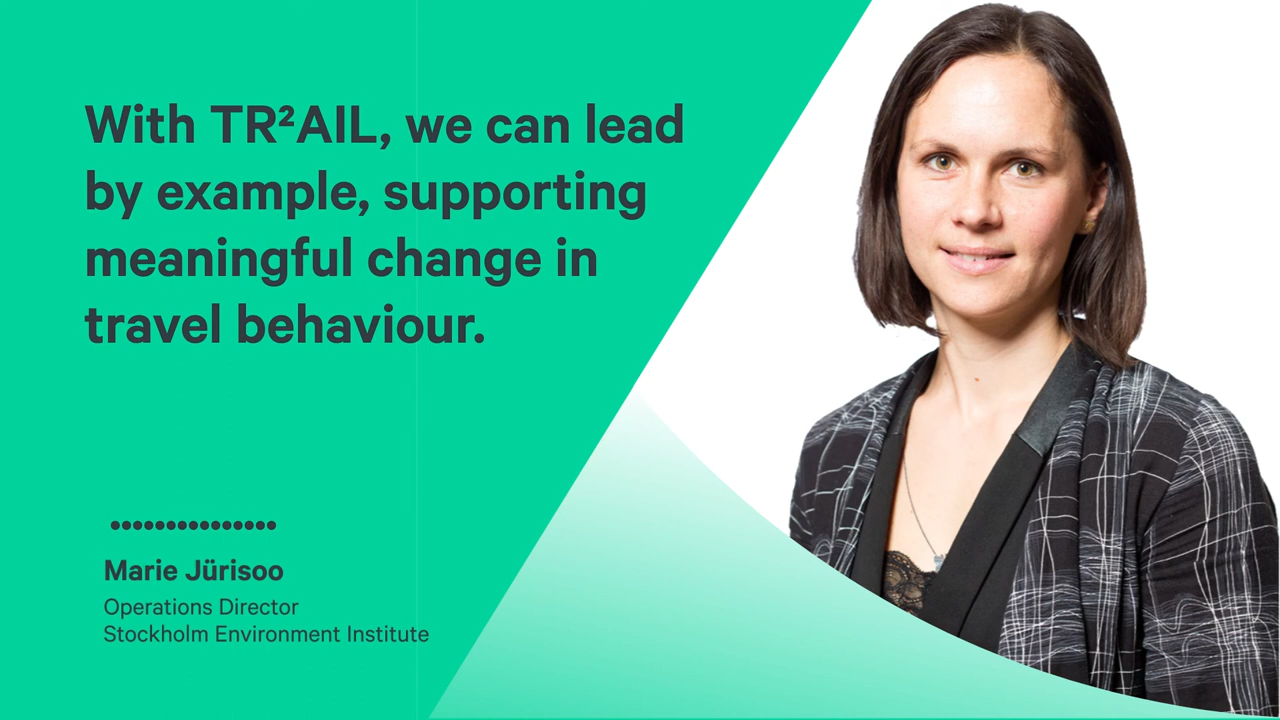 With TR²AIL, we can lead
by example, supporting
meaningful change in
travel behaviour.
Marie Jürisoo
Operations Director
Stockholm Environment Institute